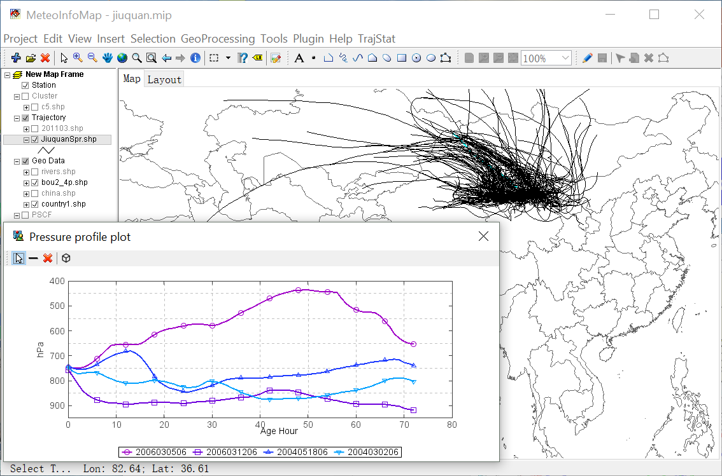 MeteoInfoMap - jiuquan.mip
Project Edit View Insert Selection GeoProcessing Tools Plugin Help TrajStat
A
100%
New Map Frame
Station
Cluster
c5.shp
Trajectory
201103.shp
JiuquanSpr.shp
Geo Data
rivers.shp
bou2_4p.shp
china.shp
country1.shp
PSCF
Map Layout
Pressure profile plot
400
500
600
700
800
900
hPa
0 10 20 30 40 50 60 70 80
Age Hour
2006030506 2006031206 2004051806 2004030206
Select T... Lon: 82.64; Lat: 36.61